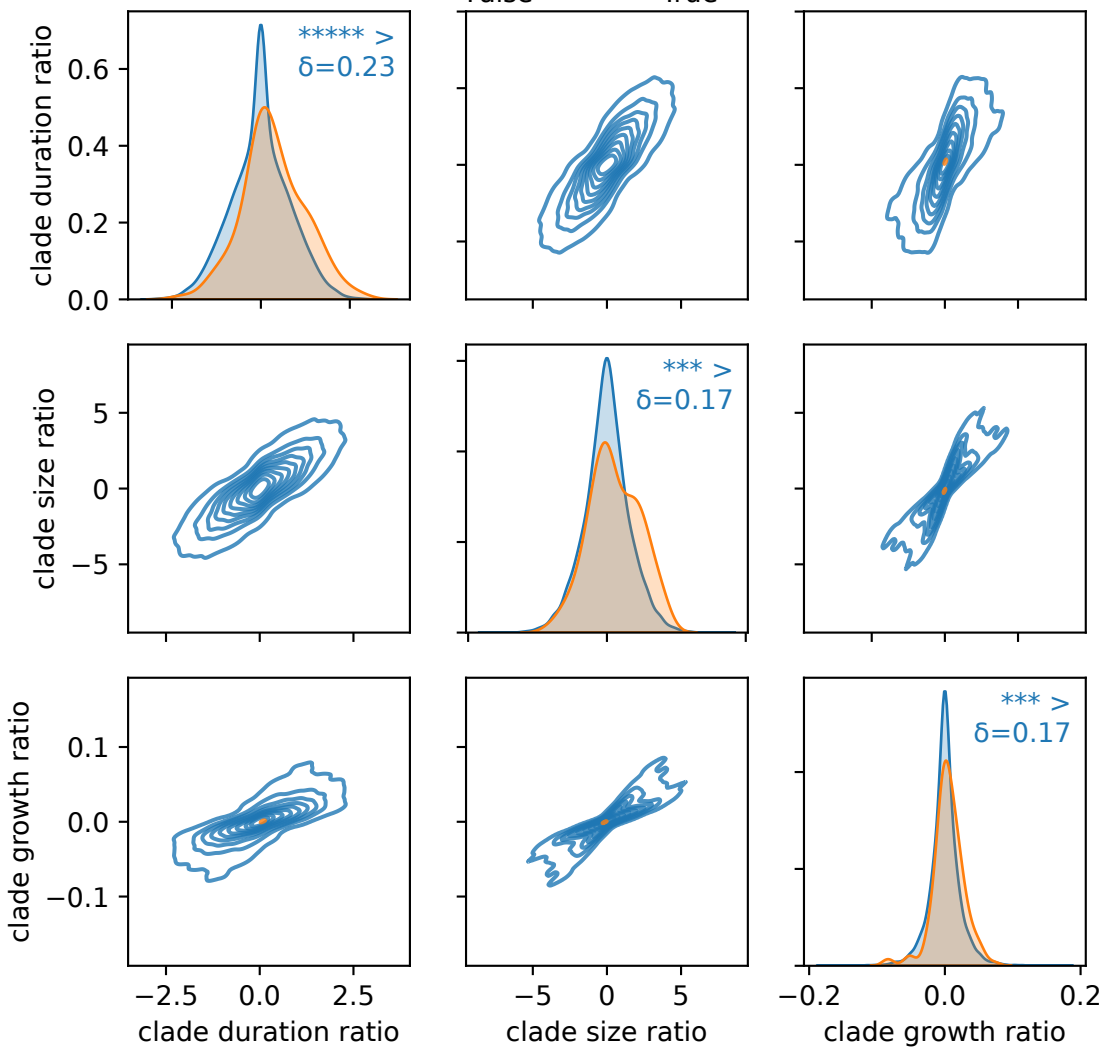 True
clade duration ratio
0.6
0.4
0.2
0.0
***** >
δ=0.23
clade size ratio
5
0
−5
*** >
δ=0.17
clade growth ratio
0.1
0.0
−0.1
*** >
δ=0.17
−2.5 0.0 2.5
−5 0 5
−0.2 0.0 0.2
clade duration ratio
clade size ratio
clade growth ratio